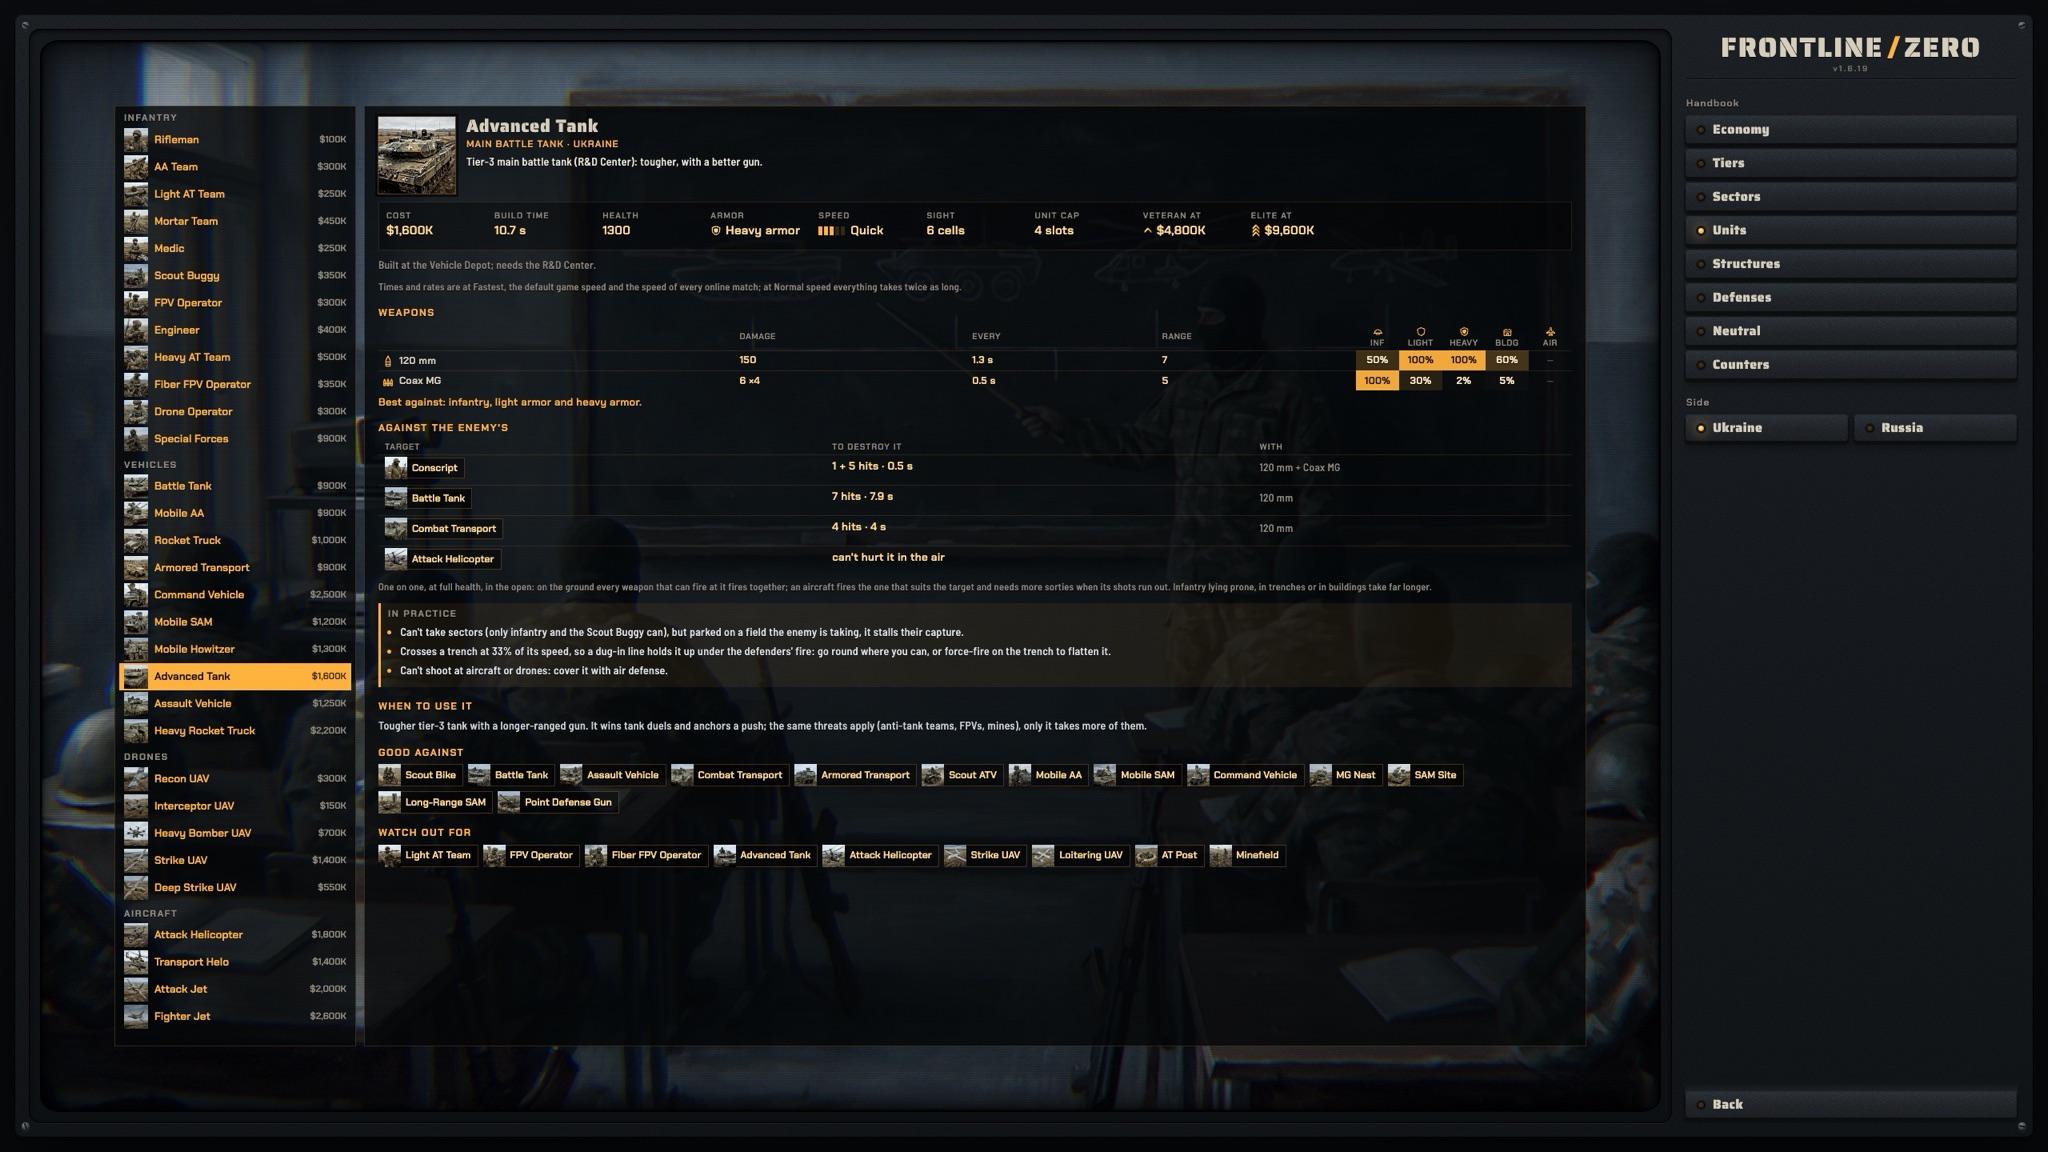 FRONTLINE/ZERO
v1.6.19
INFANTRY
Rifleman $100K
AA Team $300K
Light AT Team $250K
Mortar Team $450K
Medic $250K
Scout Buggy $350K
FPV Operator $300K
Engineer $400K
Heavy AT Team $500K
Fiber FPV Operator $350K
Drone Operator $300K
Special Forces $900K
VEHICLES
Battle Tank $900K
Mobile AA $900K
Rocket Truck $1,000K
Armored Transport $900K
Command Vehicle $2,500K
Mobile SAM $1,200K
Mobile Howitzer $1,300K
Advanced Tank $1,600K
Assault Vehicle $1,250K
Heavy Rocket Truck $2,200K
DRONES
Recon UAV $300K
Interceptor UAV $150K
Heavy Bomber UAV $700K
Strike UAV $1,400K
Deep Strike UAV $550K
AIRCRAFT
Attack Helicopter $1,800K
Transport Helo $1,400K
Attack Jet $2,000K
Fighter Jet $2,600K
Advanced Tank
MAIN BATTLE TANK · UKRAINE
Tier-3 main battle tank (R&D Center): tougher, with a better gun.
COST BUILD TIME HEALTH ARMOR SPEED SIGHT UNIT CAP VETERAN AT ELITE AT
$1,600K 10.7 s 1300 Heavy armor Quick 6 cells 4 slots $4,800K $9,600K
Built at the Vehicle Depot; needs the R&D Center.
Times and rates are at Fastest, the default game speed and the speed of every online match; at Normal speed everything takes twice as long.
WEAPONS
DAMAGE EVERY RANGE INF LIGHT HEAVY BLDG AIR
120 mm 150 1.3 s 7 50% 100% 100% 60% –
Coax MG 6 ×4 0.5 s 5 100% 30% 2% 5% –
Best against: infantry, light armor and heavy armor.
AGAINST THE ENEMY'S
TARGET TO DESTROY IT WITH
Conscript 1 + 5 hits · 0.5 s 120 mm + Coax MG
Battle Tank 7 hits · 7.9 s 120 mm
Combat Transport 4 hits · 4 s 120 mm
Attack Helicopter can't hurt it in the air
One on one, at full health, in the open: on the ground every weapon that can fire at it fires together; an aircraft fires the one that suits the target and needs more sorties when its shots run out. Infantry lying prone, in trenches or in buildings take far longer.
IN PRACTICE
• Can't take sectors (only infantry and the Scout Buggy can), but parked on a field the enemy is taking, it stalls their capture.
• Crosses a trench at 33% of its speed, so a dug-in line holds it up under the defenders' fire: go round where you can, or force-fire on the trench to flatten it.
• Can't shoot at aircraft or drones: cover it with air defense.
WHEN TO USE IT
Tougher tier-3 tank with a longer-ranged gun. It wins tank duels and anchors a push; the same threats apply (anti-tank teams, FPVs, mines), only it takes more of them.
GOOD AGAINST
Scout Bike Battle Tank Assault Vehicle Combat Transport Armored Transport Scout ATV Mobile AA Mobile SAM Command Vehicle MG Nest SAM Site
Long-Range SAM Point Defense Gun
WATCH OUT FOR
Light AT Team FPV Operator Fiber FPV Operator Advanced Tank Attack Helicopter Strike UAV Loitering UAV AT Post Minefield
Handbook
Economy
Tiers
Sectors
Units
Structures
Defenses
Neutral
Counters
Side
Ukraine Russia
Back